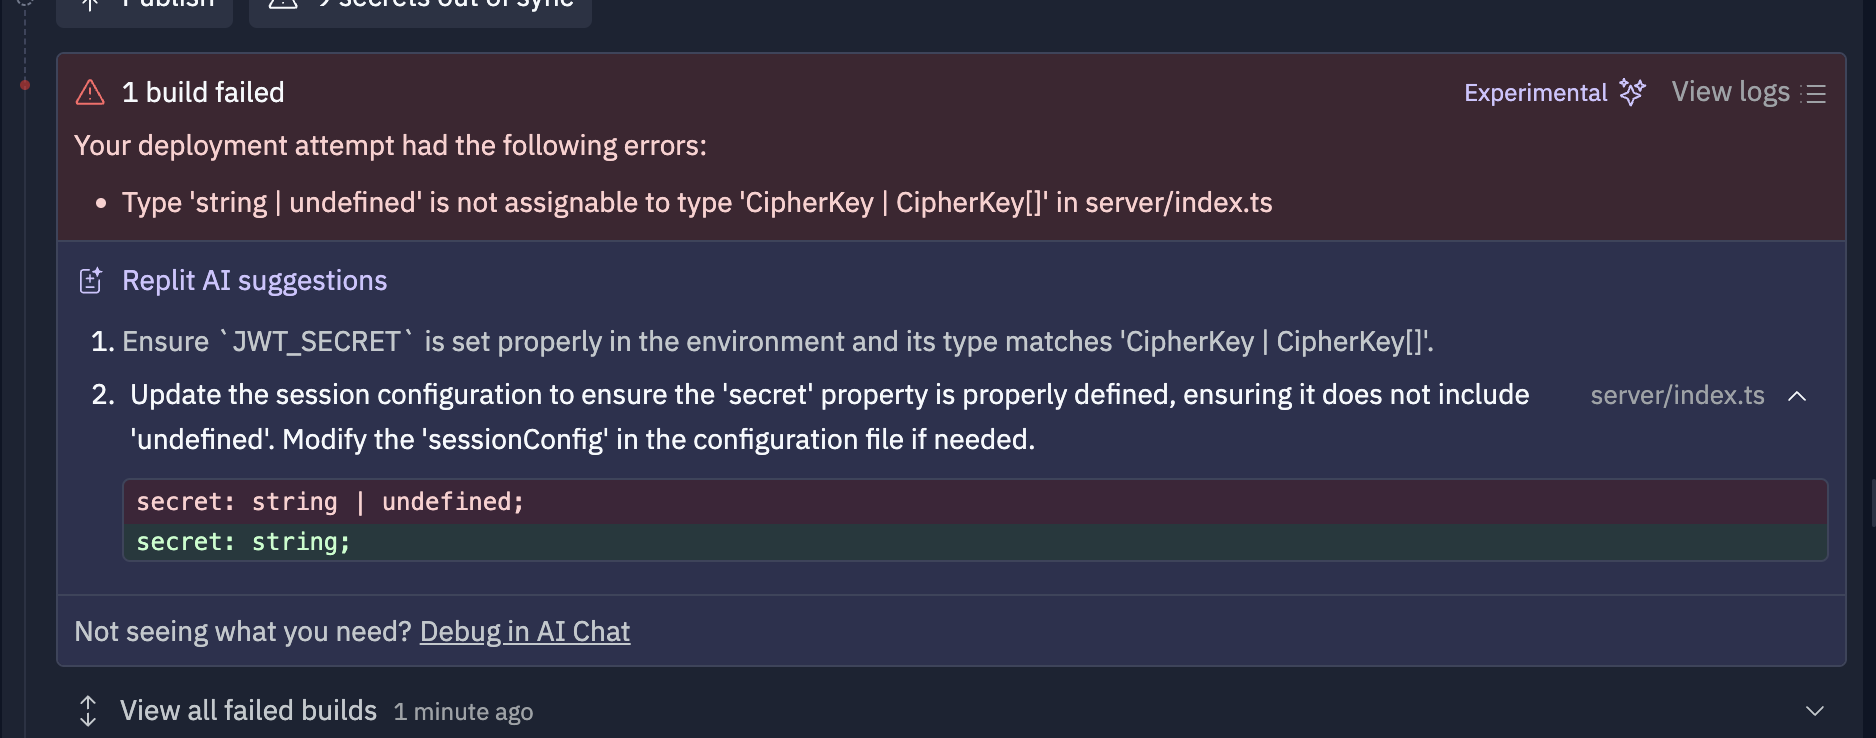 Publish
9 secrets out of sync
1 build failed
Experimental
View logs
Your deployment attempt had the following errors:
• Type 'string | undefined' is not assignable to type 'CipherKey | CipherKey[]' in server/index.ts
Replit AI suggestions
1. Ensure `JWT_SECRET` is set properly in the environment and its type matches 'CipherKey | CipherKey[]'.
2. Update the session configuration to ensure the 'secret' property is properly defined, ensuring it does not include
server/index.ts
'undefined'. Modify the 'sessionConfig' in the configuration file if needed.
secret: string | undefined;
secret: string;
Not seeing what you need? Debug in AI Chat
View all failed builds 1 minute ago